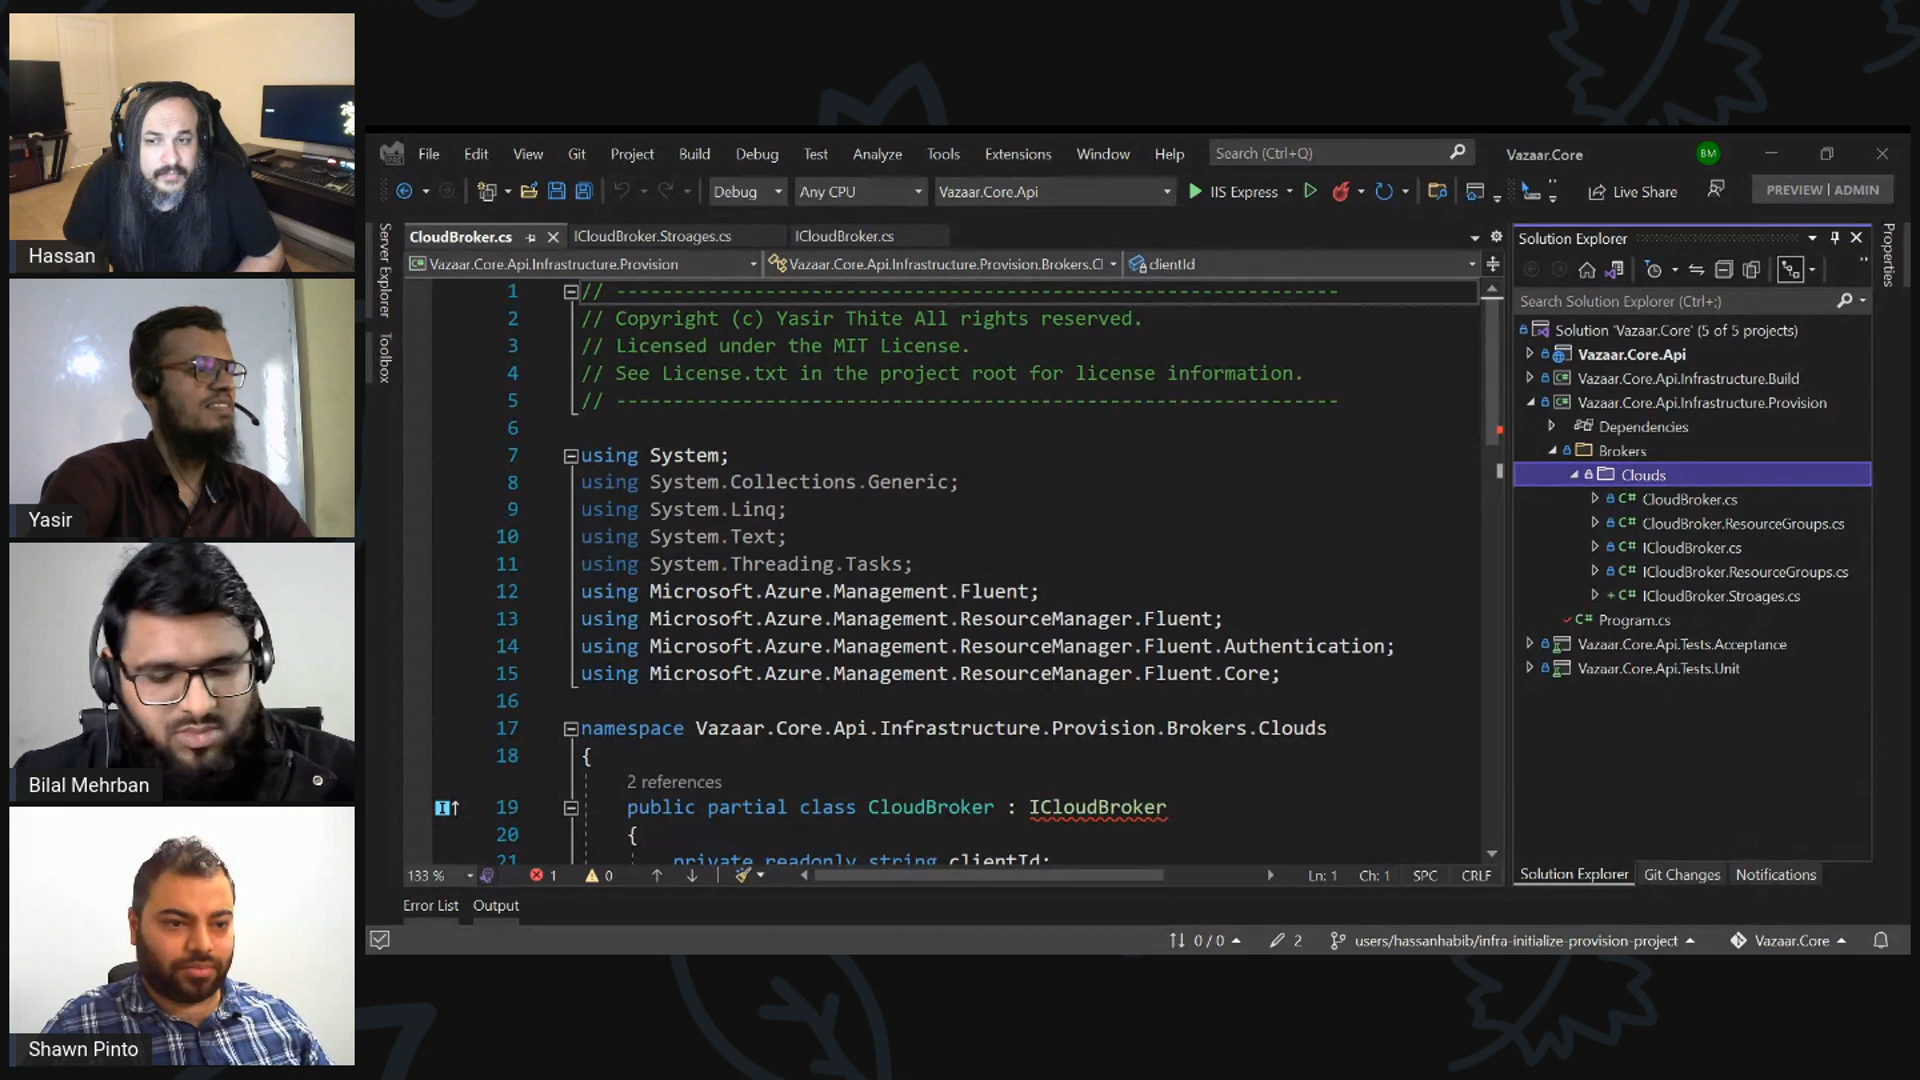 Hassan
Yasir
Bilal Mehrban
Shawn Pinto
File Edit View Git Project Build Debug Test Analyze Tools Extensions Window Help Search (Ctrl+Q) Vazaar.Core BM
Debug Any CPU Vazaar.Core.Api IIS Express Live Share PREVIEW | ADMIN
Server Explorer
Toolbox
CloudBroker.cs ICloudBroker.Stroages.cs ICloudBroker.cs
Vazaar.Core.Api.Infrastructure.Provision Vazaar.Core.Api.Infrastructure.Provision.Brokers.Cl clientId
1 // ---------------------------------------------------------------
2 // Copyright (c) Yasir Thite All rights reserved.
3 // Licensed under the MIT License.
4 // See License.txt in the project root for license information.
5 // ---------------------------------------------------------------
6
7 using System;
8 using System.Collections.Generic;
9 using System.Linq;
10 using System.Text;
11 using System.Threading.Tasks;
12 using Microsoft.Azure.Management.Fluent;
13 using Microsoft.Azure.Management.ResourceManager.Fluent;
14 using Microsoft.Azure.Management.ResourceManager.Fluent.Authentication;
15 using Microsoft.Azure.Management.ResourceManager.Fluent.Core;
16
17 namespace Vazaar.Core.Api.Infrastructure.Provision.Brokers.Clouds
18 {
2 references
19 public partial class CloudBroker : ICloudBroker
20 {
21 private readonly string clientId;
133 % 1 0 Ln: 1 Ch: 1 SPC CRLF
Error List Output
Solution Explorer
Search Solution Explorer (Ctrl+;)
Solution 'Vazaar.Core' (5 of 5 projects)
Vazaar.Core.Api
Vazaar.Core.Api.Infrastructure.Build
Vazaar.Core.Api.Infrastructure.Provision
Dependencies
Brokers
Clouds
C# CloudBroker.cs
C# CloudBroker.ResourceGroups.cs
C# ICloudBroker.cs
C# ICloudBroker.ResourceGroups.cs
+ C# ICloudBroker.Stroages.cs
C# Program.cs
Vazaar.Core.Api.Tests.Acceptance
Vazaar.Core.Api.Tests.Unit
Solution Explorer Git Changes Notifications
Properties
0 / 0 2 users/hassanhabib/infra-initialize-provision-project Vazaar.Core